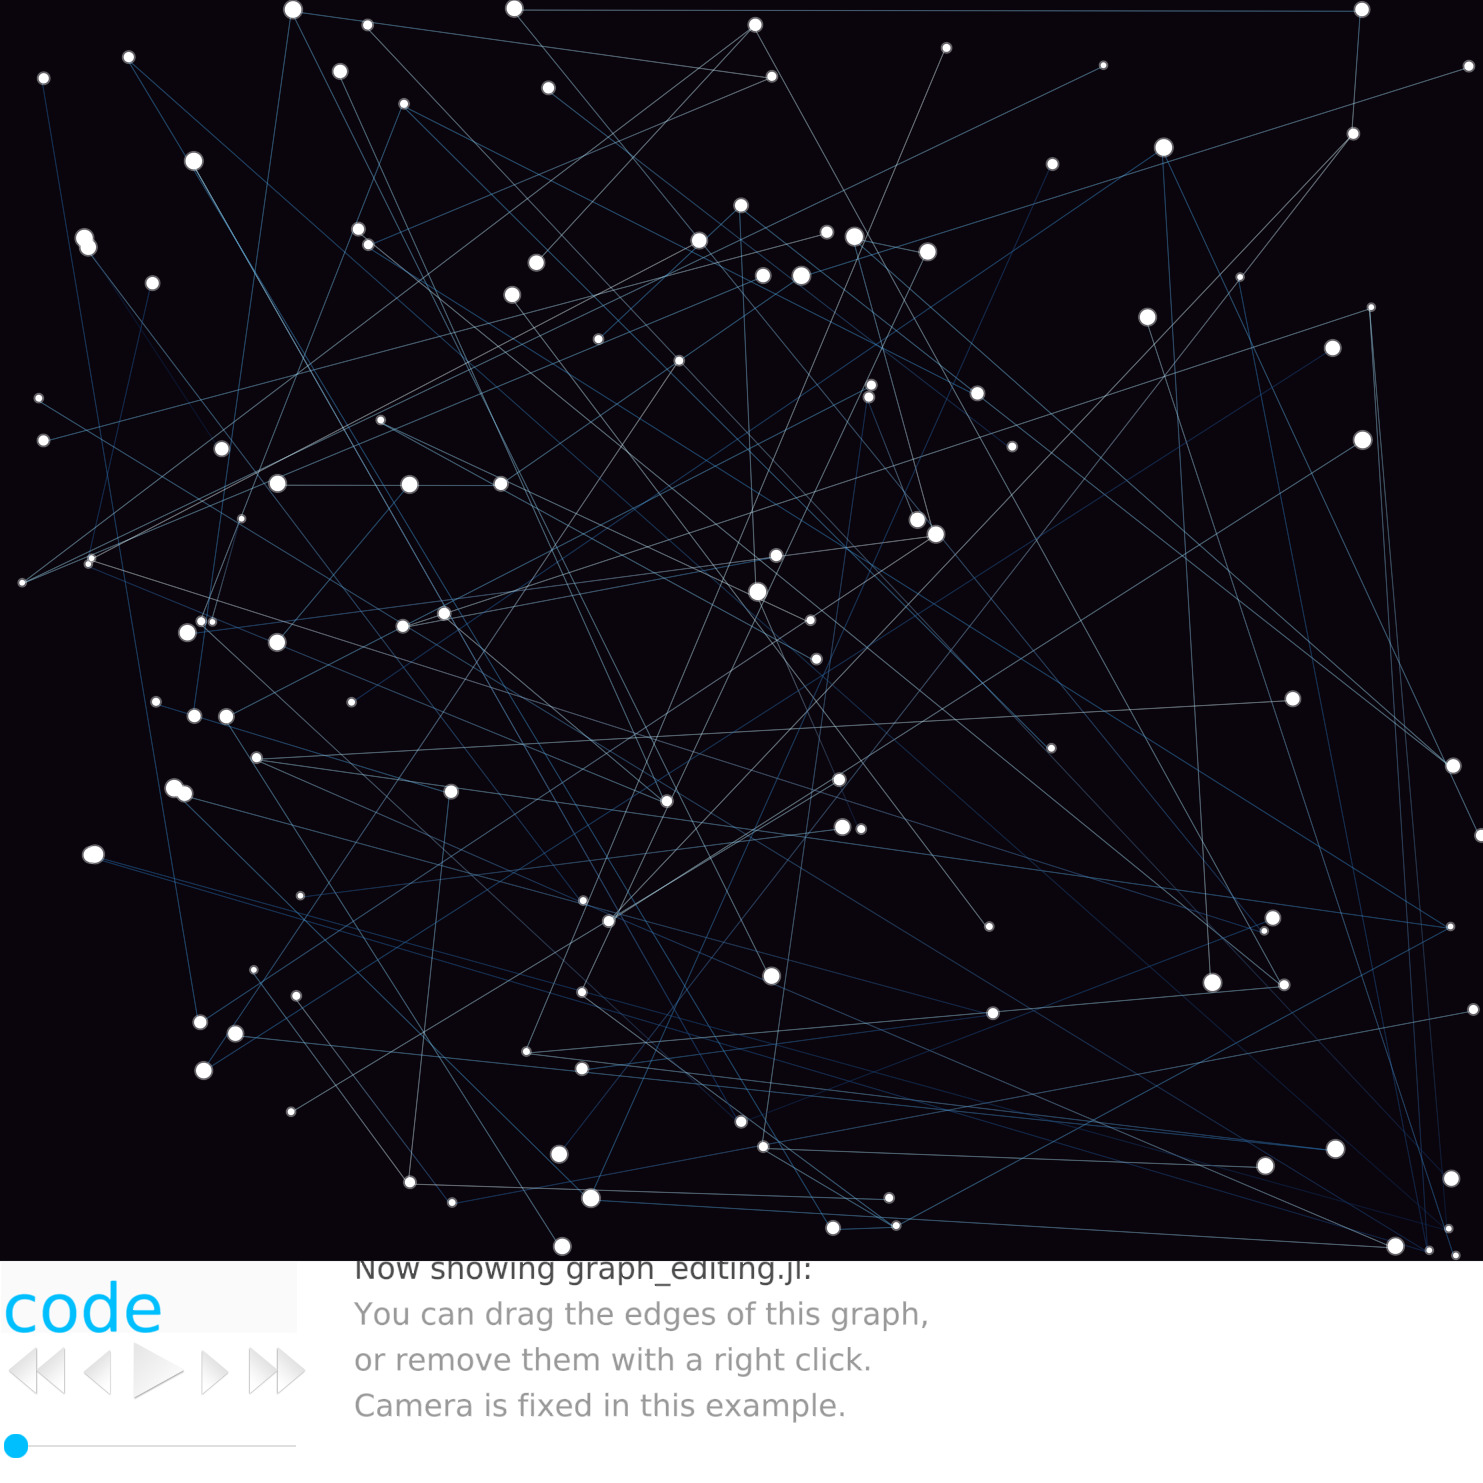 Now showing graph_editing.jl:
code
You can drag the edges of this graph,
or remove them with a right click.
Camera is fixed in this example.